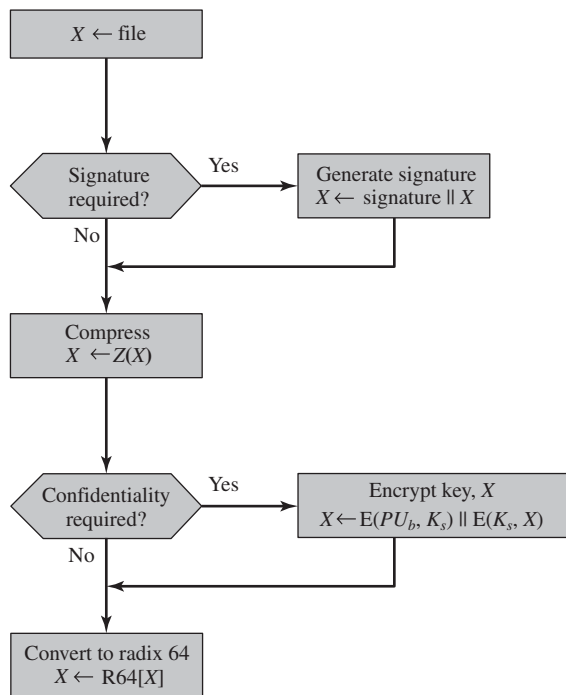 X ← file
Signature
required?
Yes
Generate signature
X ← signature || X
No
Compress
X ← Z(X)
Confidentiality
required?
Yes
Encrypt key, X
X ← E(PU_b, K_s) || E(K_s, X)
No
Convert to radix 64
X ← R64[X]